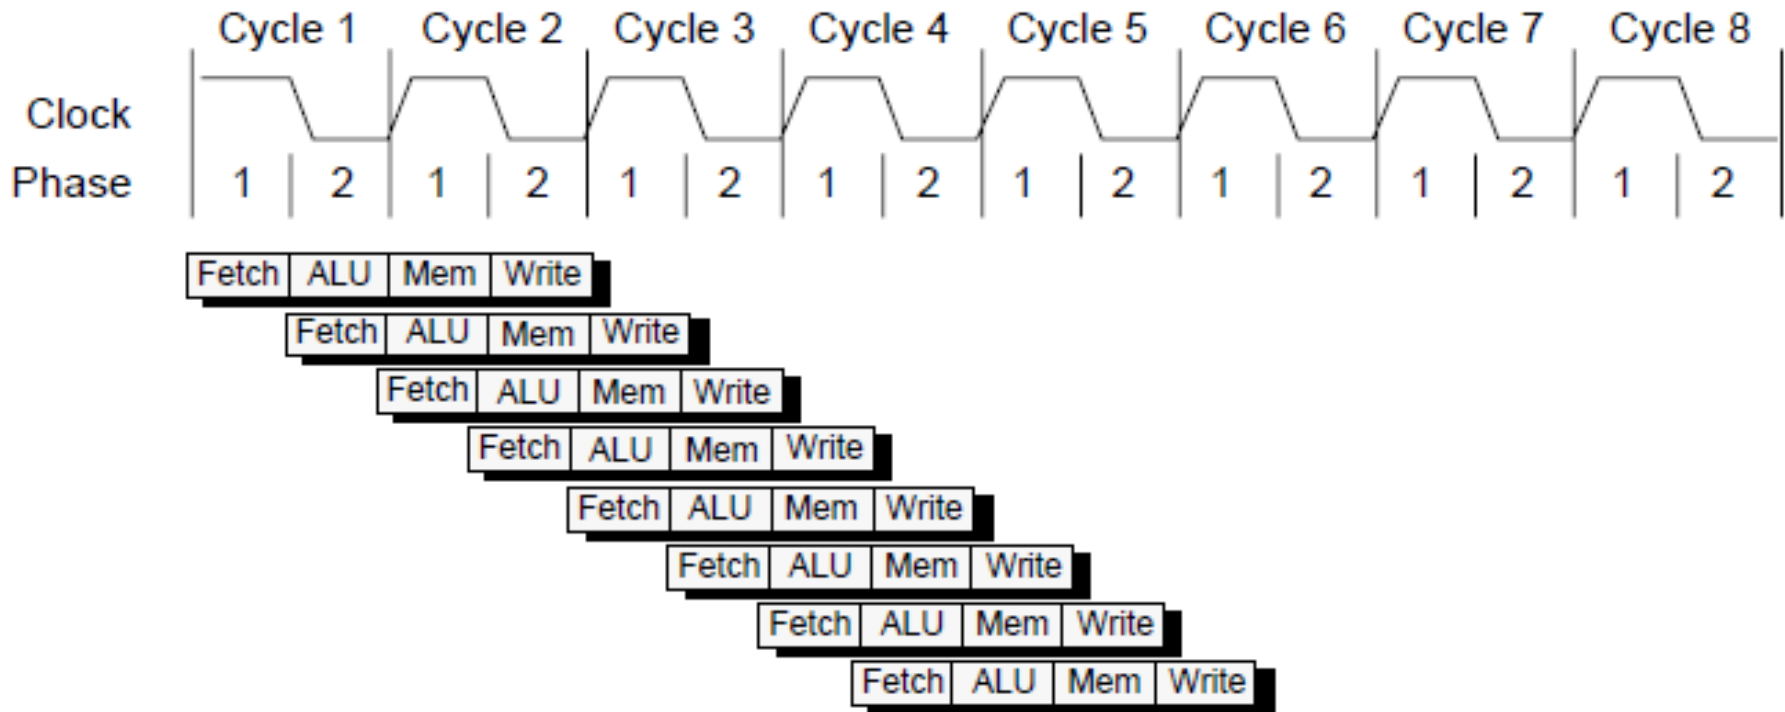 Cycle 1 Cycle 2 Cycle 3 Cycle 4 Cycle 5 Cycle 6 Cycle 7 Cycle 8
Clock
Phase 1 2 1 2 1 2 1 2 1 2 1 2 1 2 1 2
Fetch ALU Mem Write
Fetch ALU Mem Write
Fetch ALU Mem Write
Fetch ALU Mem Write
Fetch ALU Mem Write
Fetch ALU Mem Write
Fetch ALU Mem Write
Fetch ALU Mem Write